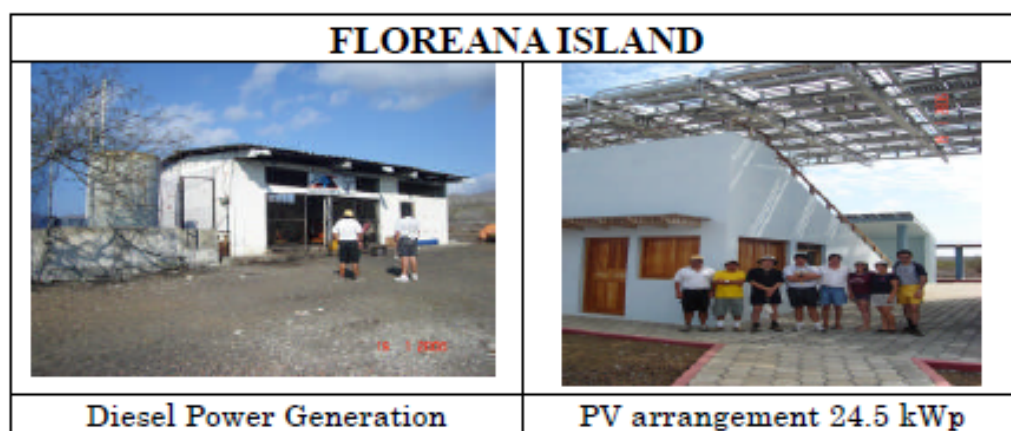 FLOREANA ISLAND
Diesel Power Generation
PV arrangement 24.5 kWp